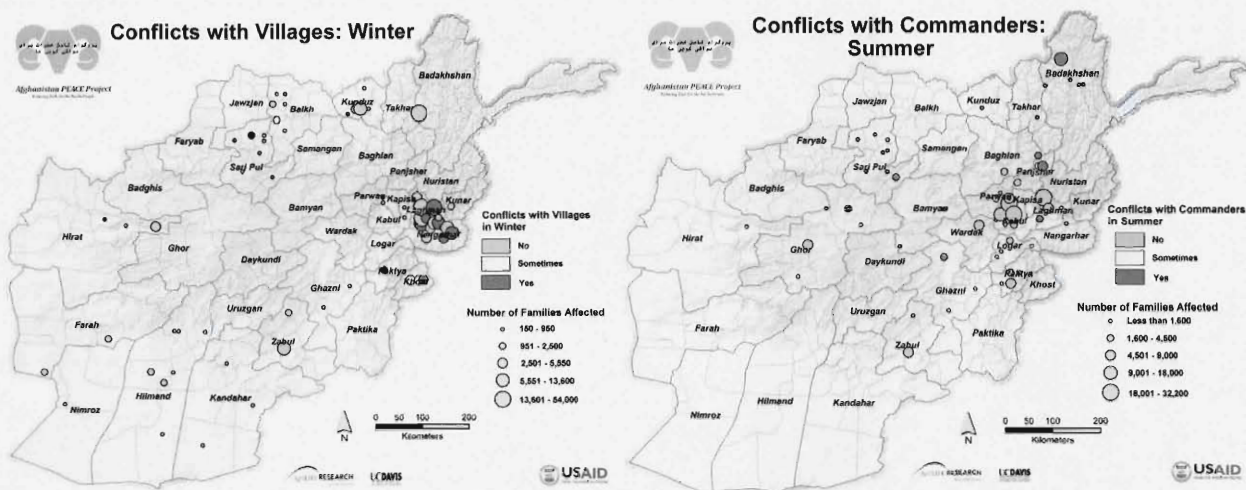 Conflicts with Villages: Winter
Afghanistan PEACE Project
Badakhshan
Jawzjan
Balkh
Kunduz
Takhar
Faryab
Samangan
Baghlan
Sari Pul
Panjsher
Nuristan
Badghis
Parwan
Kapisa
Kunar
Bamyan
Kabul
Laghman
Hirat
Wardak
Nangarhar
Ghor
Logar
Daykundi
Paktya
Khost
Ghazni
Uruzgan
Paktika
Farah
Zabul
Hilmand
Kandahar
Nimroz
Conflicts with Villages
in Winter
No
Sometimes
Yes
Number of Families Affected
150 - 950
951 - 2,500
2,501 - 5,550
5,551 - 13,600
13,601 - 54,000
N
0 100 200
Kilometers
RESEARCH
UCDAVIS
USAID
Conflicts with Commanders:
Summer
Afghanistan PEACE Project
Badakhshan
Jawzjan
Balkh
Kunduz
Takhar
Faryab
Samangan
Baghlan
Sari Pul
Panjsher
Nuristan
Badghis
Parwan
Kapisa
Kunar
Bamyan
Laghman
Kabul
Hirat
Wardak
Nangarhar
Ghor
Logar
Daykundi
Paktya
Khost
Ghazni
Uruzgan
Paktika
Farah
Zabul
Nimroz
Hilmand
Kandahar
Conflicts with Commanders
in Summer
No
Sometimes
Yes
Number of Families Affected
Less than 1,600
1,600 - 4,500
4,501 - 9,000
9,001 - 18,000
18,001 - 32,200
N
0 50 100 200
Kilometers
RESEARCH
UCDAVIS
USAID